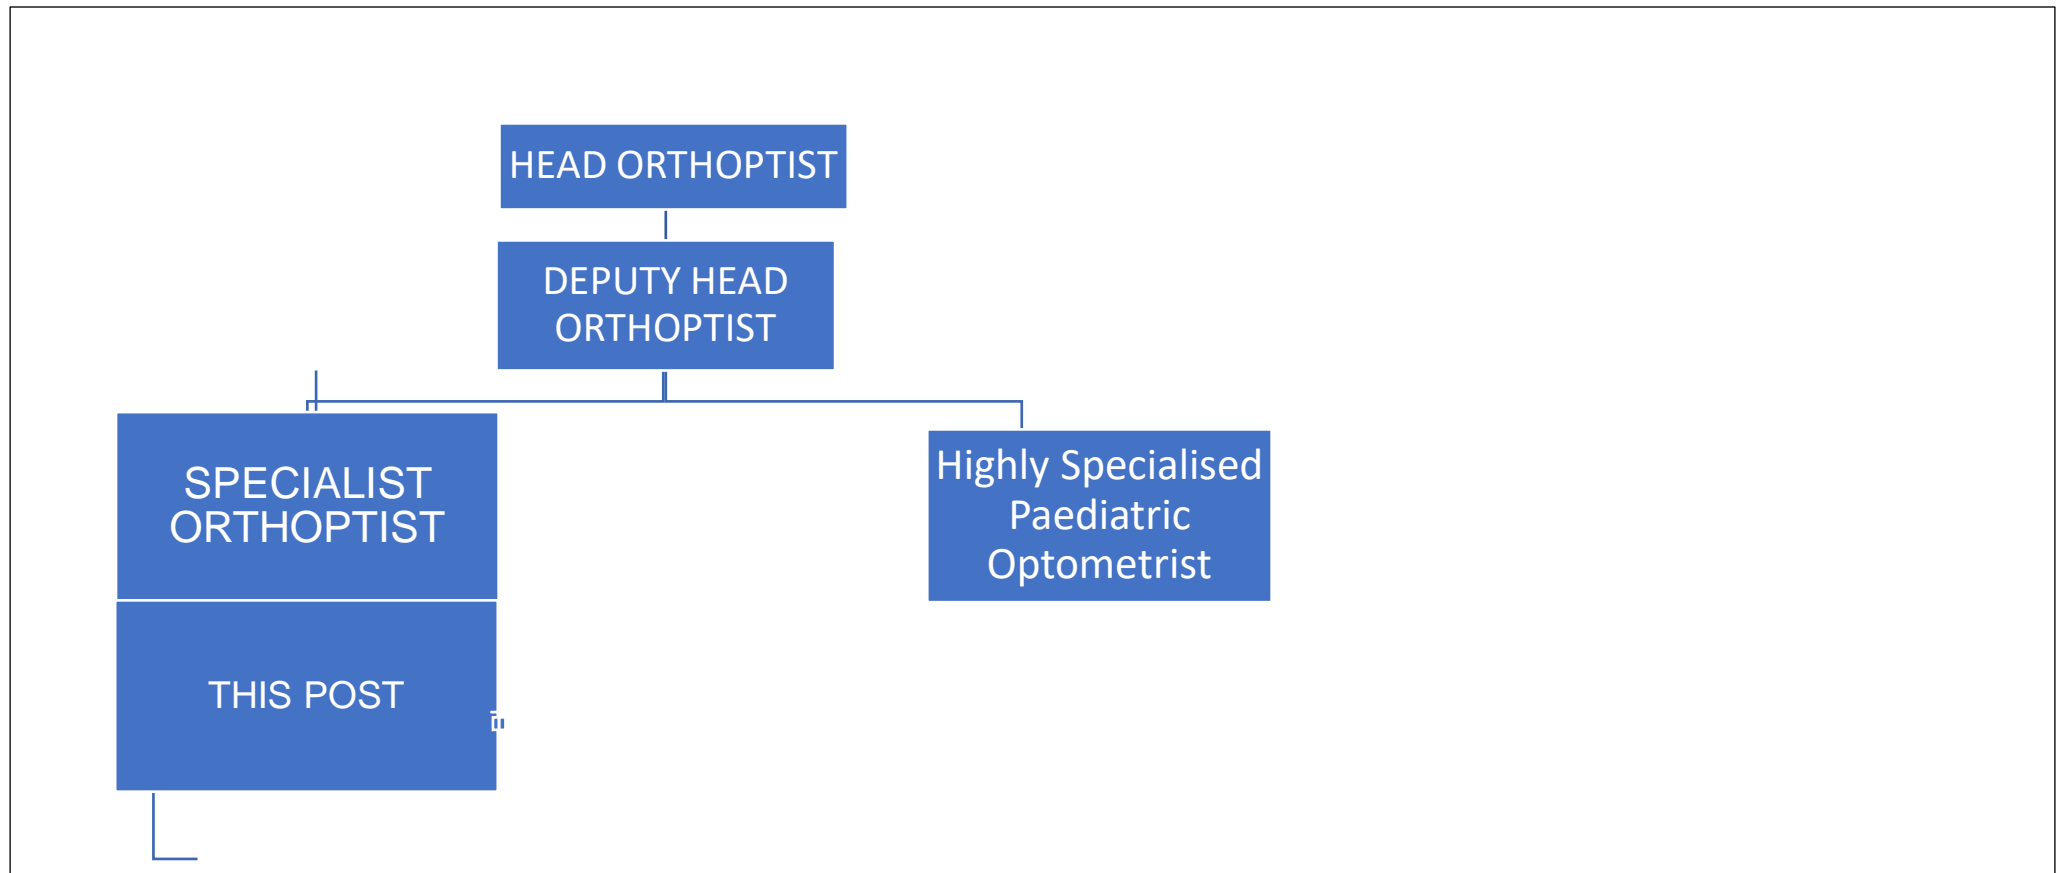 HEAD ORTHOPTIST
DEPUTY HEAD
ORTHOPTIST
SPECIALIST
ORTHOPTIST
Highly Specialised
Paediatric
Optometrist
THIS POST